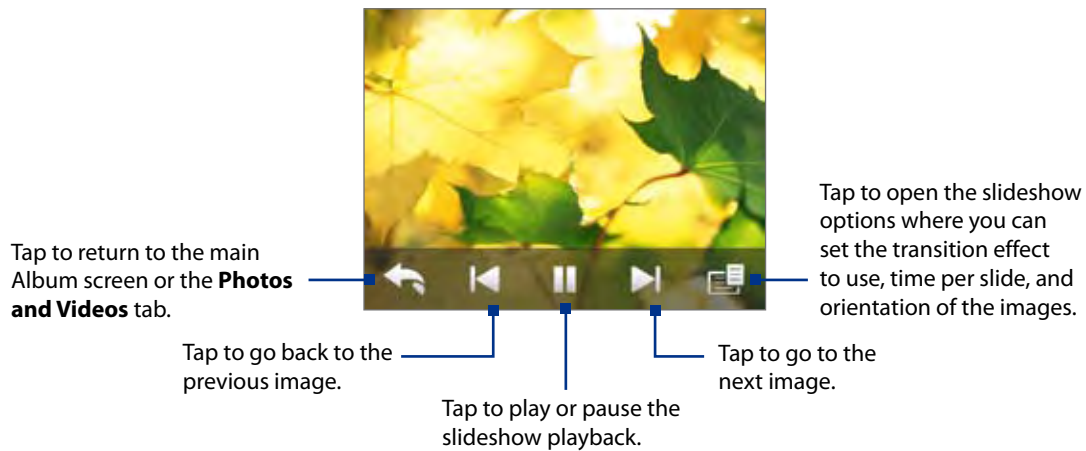 Tap to return to the main
Album screen or the Photos
and Videos tab.
Tap to go back to the
previous image.
Tap to play or pause the
slideshow playback.
Tap to go to the
next image.
Tap to open the slideshow
options where you can
set the transition effect
to use, time per slide, and
orientation of the images.